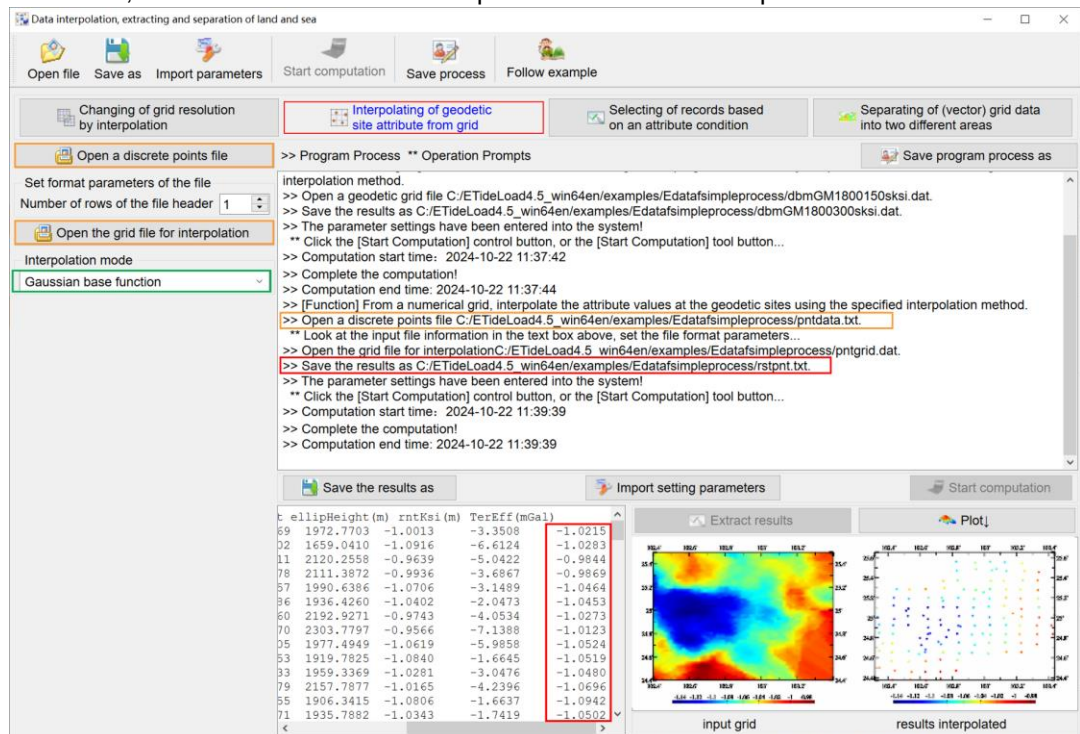 Data interpolation, extracting and separation of land and sea
Open file Save as Import parameters Start computation Save process Follow example
Changing of grid resolution
by interpolation
Interpolating of geodetic
site attribute from grid
Selecting of records based
on an attribute condition
Separating of (vector) grid data
into two different areas
Open a discrete points file
Set format parameters of the file
Number of rows of the file header 1
Open the grid file for interpolation
Interpolation mode
Gaussian base function
>> Program Process ** Operation Prompts
Save program process as
interpolation method.
>> Open a geodetic grid file C:/ETideLoad4.5_win64en/examples/Edatafsimpleprocess/dbmGM1800150sksi.dat.
>> Save the results as C:/ETideLoad4.5_win64en/examples/Edatafsimpleprocess/dbmGM1800300sksi.dat.
>> The parameter settings have been entered into the system!
** Click the [Start Computation] control button, or the [Start Computation] tool button...
>> Computation start time: 2024-10-22 11:37:42
>> Complete the computation!
>> Computation end time: 2024-10-22 11:37:44
>> [Function] From a numerical grid, interpolate the attribute values at the geodetic sites using the specified interpolation method.
>> Open a discrete points file C:/ETideLoad4.5_win64en/examples/Edatafsimpleprocess/pntdata.txt.
** Look at the input file information in the text box above, set the file format parameters...
>> Open the grid file for interpolationC:/ETideLoad4.5_win64en/examples/Edatafsimpleprocess/pntgrid.dat.
>> Save the results as C:/ETideLoad4.5_win64en/examples/Edatafsimpleprocess/rstpnt.txt.
>> The parameter settings have been entered into the system!
** Click the [Start Computation] control button, or the [Start Computation] tool button...
>> Computation start time: 2024-10-22 11:39:39
>> Complete the computation!
>> Computation end time: 2024-10-22 11:39:39
Save the results as Import setting parameters Start computation
t ellipHeight(m) rntKsi(m) TerEff(mGal)
59 1972.7703 -1.0013 -3.3508 -1.0215
02 1659.0410 -1.0916 -6.6124 -1.0283
11 2120.2558 -0.9639 -5.0422 -0.9844
78 2111.3872 -0.9936 -3.6867 -0.9869
57 1990.6386 -1.0706 -3.1489 -1.0464
36 1936.4260 -1.0402 -2.0473 -1.0453
50 2192.9271 -0.9743 -4.0534 -1.0273
70 2303.7797 -0.9566 -7.1388 -1.0123
05 1977.4949 -1.0619 -5.9858 -1.0524
53 1919.7825 -1.0840 -1.6645 -1.0519
33 1959.3369 -1.0281 -3.0476 -1.0480
79 2157.7877 -1.0165 -4.2396 -1.0696
55 1906.3415 -1.0806 -1.6637 -1.0942
71 1935.7882 -1.0343 -1.7419 -1.0502
Extract results Plot↓
input grid
results interpolated